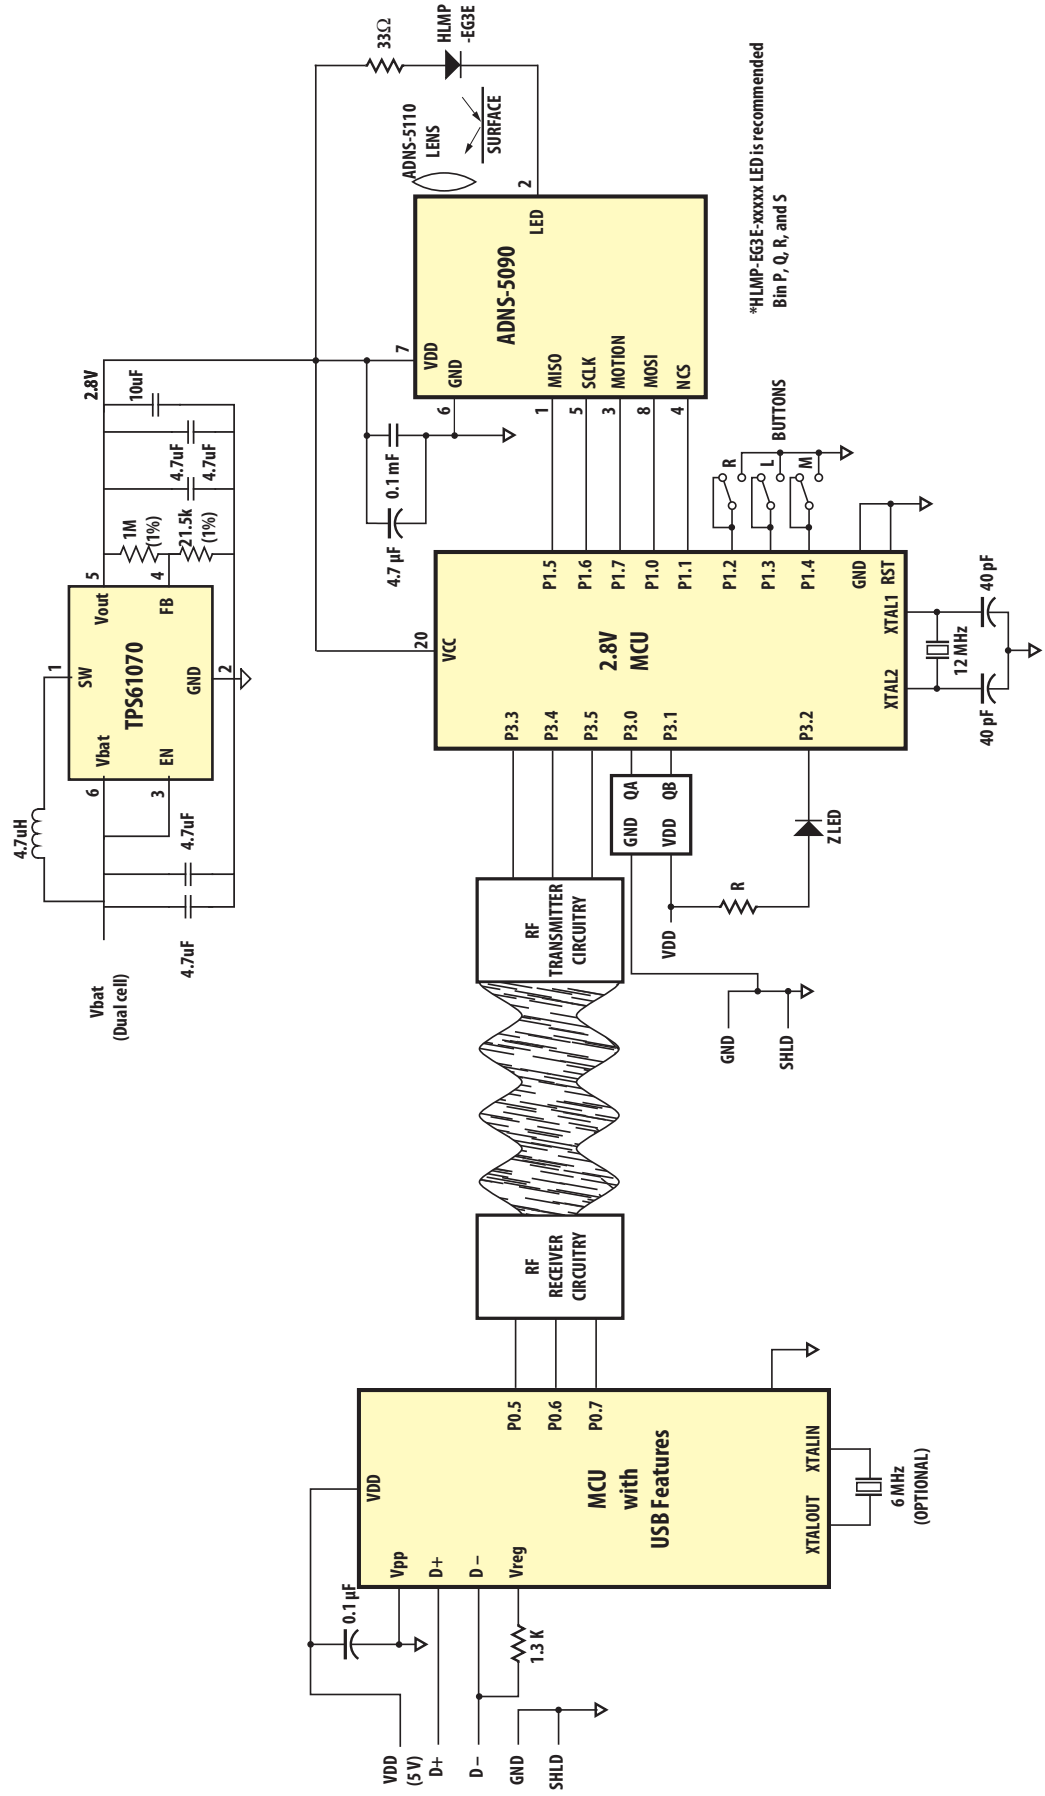 Vbat
(Dual cell)
4.7uH
4.7uF
4.7uF
6
Vbat
3
EN
TPS61070
SW
1
GND
2
Vout
5
FB
4
1M
(1%)
21.5k
(1%)
4.7uF
4.7uF
10uF
2.8V
33Ω
HLMP
-EG3E
ADNS-5110
LENS
SURFACE
2
LED
ADNS-5090
7
VDD
6
GND
1
MISO
5
SCLK
3
MOTION
8
MOSI
4
NCS
0.1 mF
4.7 µF
*HLMP-EG3E-xxxxx LED is recommended
Bin P, Q, R, and S
BUTTONS
R
L
M
20
VCC
2.8V
MCU
P1.5
P1.6
P1.7
P1.0
P1.1
P1.2
P1.3
P1.4
GND
RST
XTAL1
XTAL2
12 MHz
40 pF
40 pF
P3.3
P3.4
P3.5
P3.0
P3.1
P3.2
GND QA
VDD QB
Z LED
R
VDD
GND
SHLD
RF
TRANSMITTER
CIRCUITRY
RF
RECEIVER
CIRCUITRY
P0.5
P0.6
P0.7
MCU
with
USB Features
VDD
Vpp
D+
D –
Vreg
XTALOUT
XTALIN
6 MHz
(OPTIONAL)
0.1 µF
1.3 K
VDD
(5 V)
D+
D –
GND
SHLD